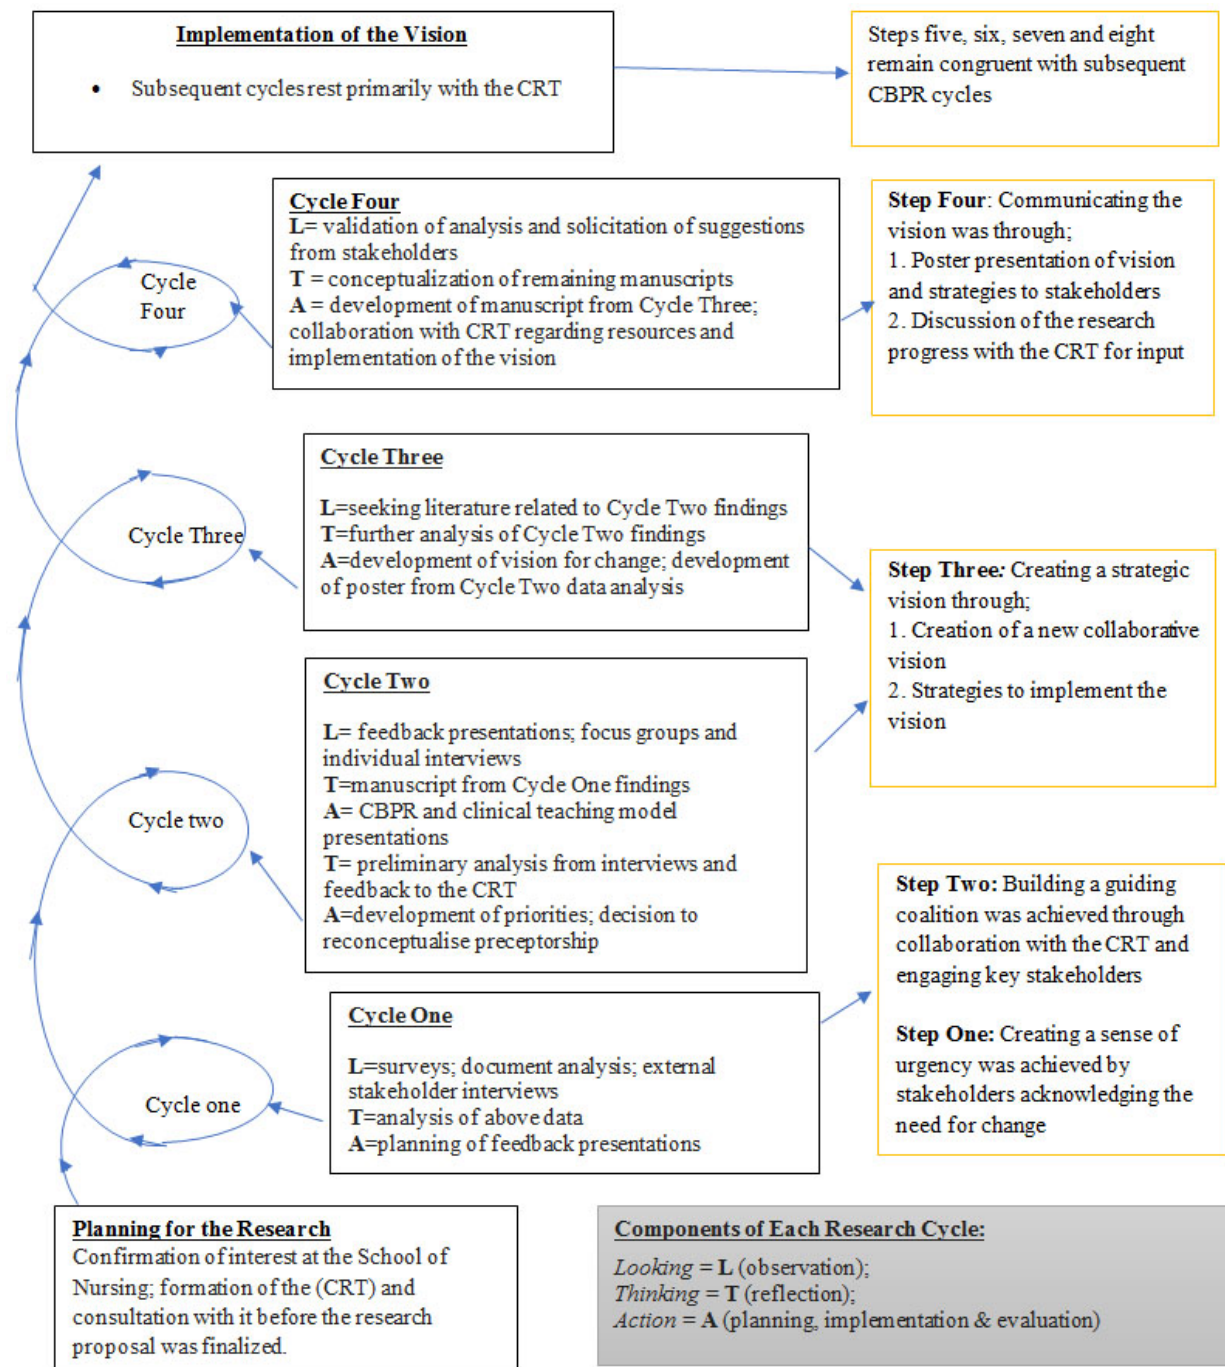 Implementation of the Vision
• Subsequent cycles rest primarily with the CRT
Steps five, six, seven and eight
remain congruent with subsequent
CBPR cycles
Cycle
Four
Cycle Four
L= validation of analysis and solicitation of suggestions
from stakeholders
T = conceptualization of remaining manuscripts
A = development of manuscript from Cycle Three;
collaboration with CRT regarding resources and
implementation of the vision
Step Four: Communicating the
vision was through;
1. Poster presentation of vision
and strategies to stakeholders
2. Discussion of the research
progress with the CRT for input
Cycle Three
Cycle Three
L=seeking literature related to Cycle Two findings
T=further analysis of Cycle Two findings
A=development of vision for change; development
of poster from Cycle Two data analysis
Step Three: Creating a strategic
vision through;
1. Creation of a new collaborative
vision
2. Strategies to implement the
vision
Cycle two
Cycle Two
L= feedback presentations; focus groups and
individual interviews
T=manuscript from Cycle One findings
A= CBPR and clinical teaching model
presentations
T= preliminary analysis from interviews and
feedback to the CRT
A=development of priorities; decision to
reconceptualise preceptorship
Step Two: Building a guiding
coalition was achieved through
collaboration with the CRT and
engaging key stakeholders
Step One: Creating a sense of
urgency was achieved by
stakeholders acknowledging the
need for change
Cycle one
Cycle One
L=surveys; document analysis; external
stakeholder interviews
T=analysis of above data
A=planning of feedback presentations
Planning for the Research
Confirmation of interest at the School of
Nursing; formation of the (CRT) and
consultation with it before the research
proposal was finalized.
Components of Each Research Cycle:
Looking = L (observation);
Thinking = T (reflection);
Action = A (planning, implementation & evaluation)